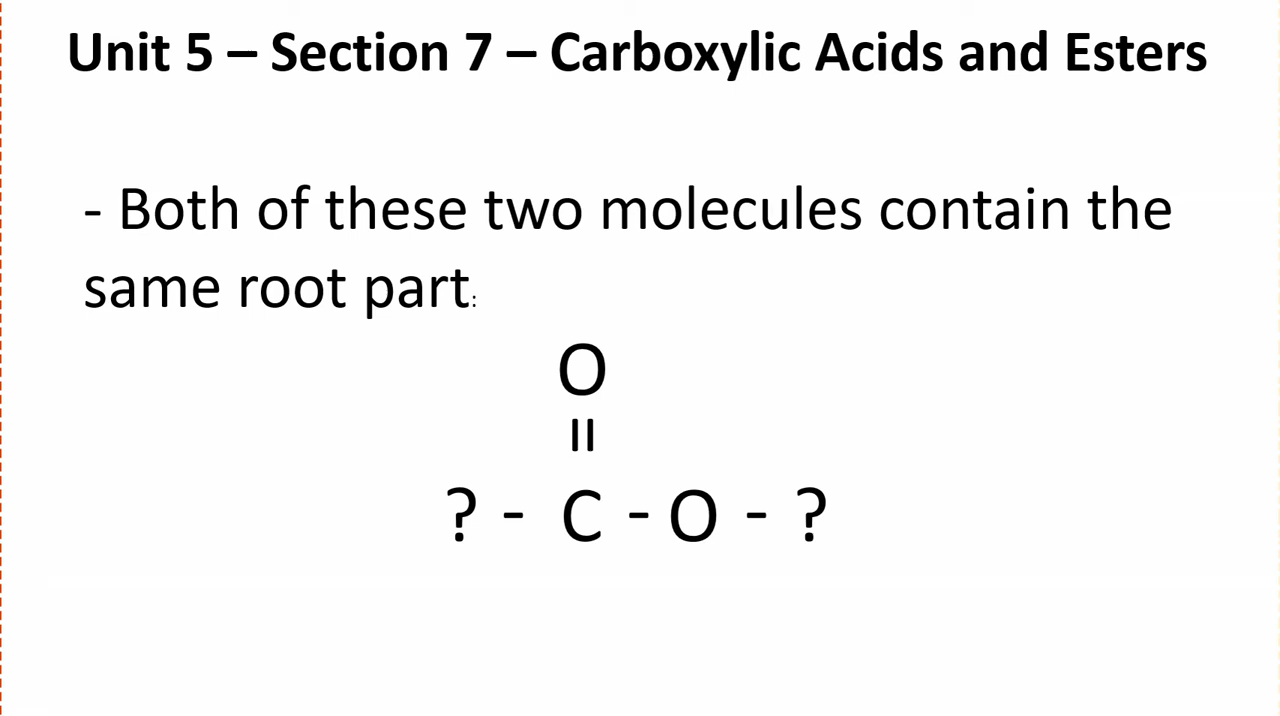 Unit 5 – Section 7 – Carboxylic Acids and Esters
- Both of these two molecules contain the
same root part:
O
=
? - C - O - ?